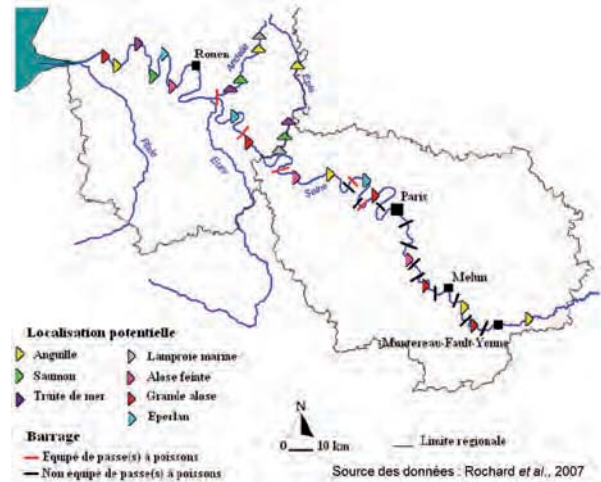 Rouen
Andelle
Epte
Risle
Eure
Seine
Paris
Melun
Montereau-Fault-Yonne
Localisation potentielle
Anguille
Saumon
Truite de mer
Lamproie marine
Alose feinte
Grande alose
Eperlan
Barrage
Equipé de passe(s) à poissons
Non équipé de passe(s) à poissons
N
0 10 km
Limite régionale
Source des données : Rochard et al., 2007